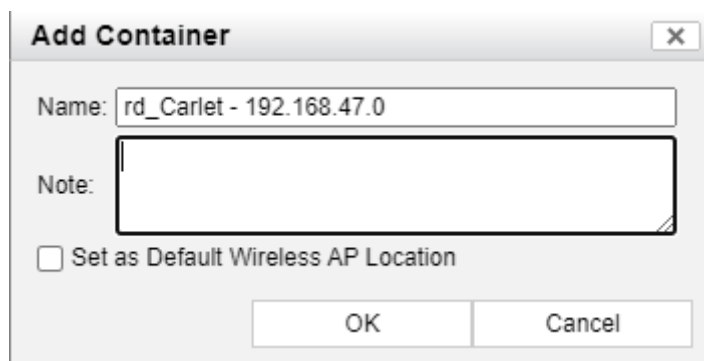 Add Container
Name: rd_Carlet - 192.168.47.0
Note:
Set as Default Wireless AP Location
OK Cancel